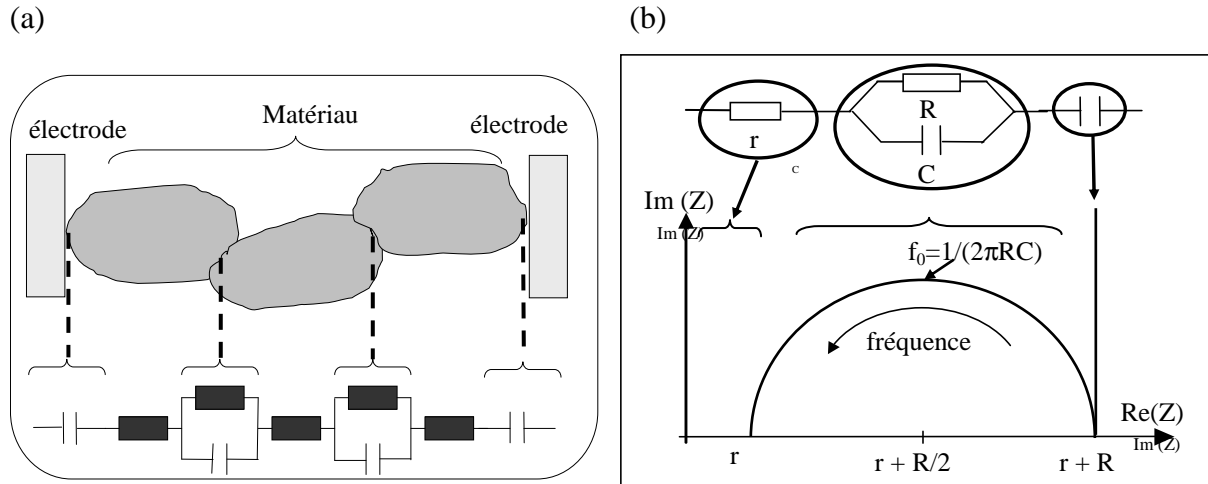 (a)
électrode
Matériau
électrode
(b)
R
r
c
C
Im (Z)
Im (Z)
f₀=1/(2πRC)
fréquence
Re(Z)
Im (Z)
r
r + R/2
r + R